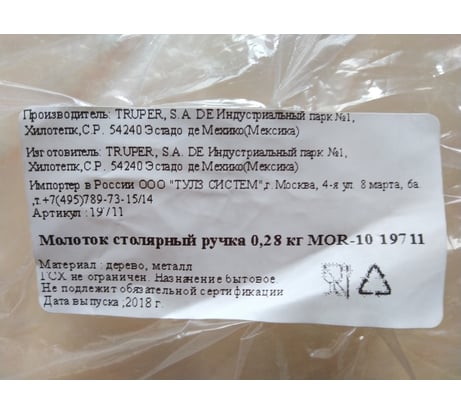 Производитель: TRUPER, S.A. DE Индустриальный парк №1,
Хилотепк,С.Р. 54240 Эстадо де Мехико(Мексика)
Изготовитель: TRUPER, S.A. DE Индустриальный парк №1,
Хилотепк,С.Р. 54240 Эстадо де Мехико(Мексика)
Импортер в России ООО "ТУЛЗ СИСТЕМ",г. Москва, 4-я ул. 8 марта, 6а
,т.+7(495)789-73-15/14
Артикул :19711
Молоток столярный ручка 0,28 кг MOR-10 19711
Материал : дерево, металл
ГОХ не ограничен. Назначение бытовое.
Не подлежит обязательной сертификации
Дата выпуска ,2018 г.